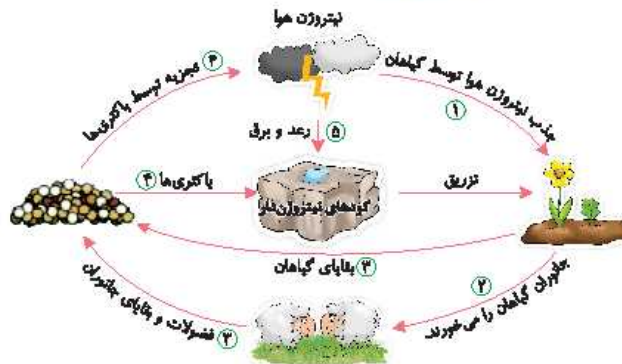 نیتروژن هوا
جذب نیتروژن هوا توسط گیاهان
۱
تجزیه توسط باکتری‌ها
۴
رعد و برق
۵
باکتری‌ها
۴
کودهای نیتروژن‌دار
تزریق
بقایای گیاهان
۳
جانوران گیاهان را می‌خورند.
۲
فضولات و بقایای جانوران
۳